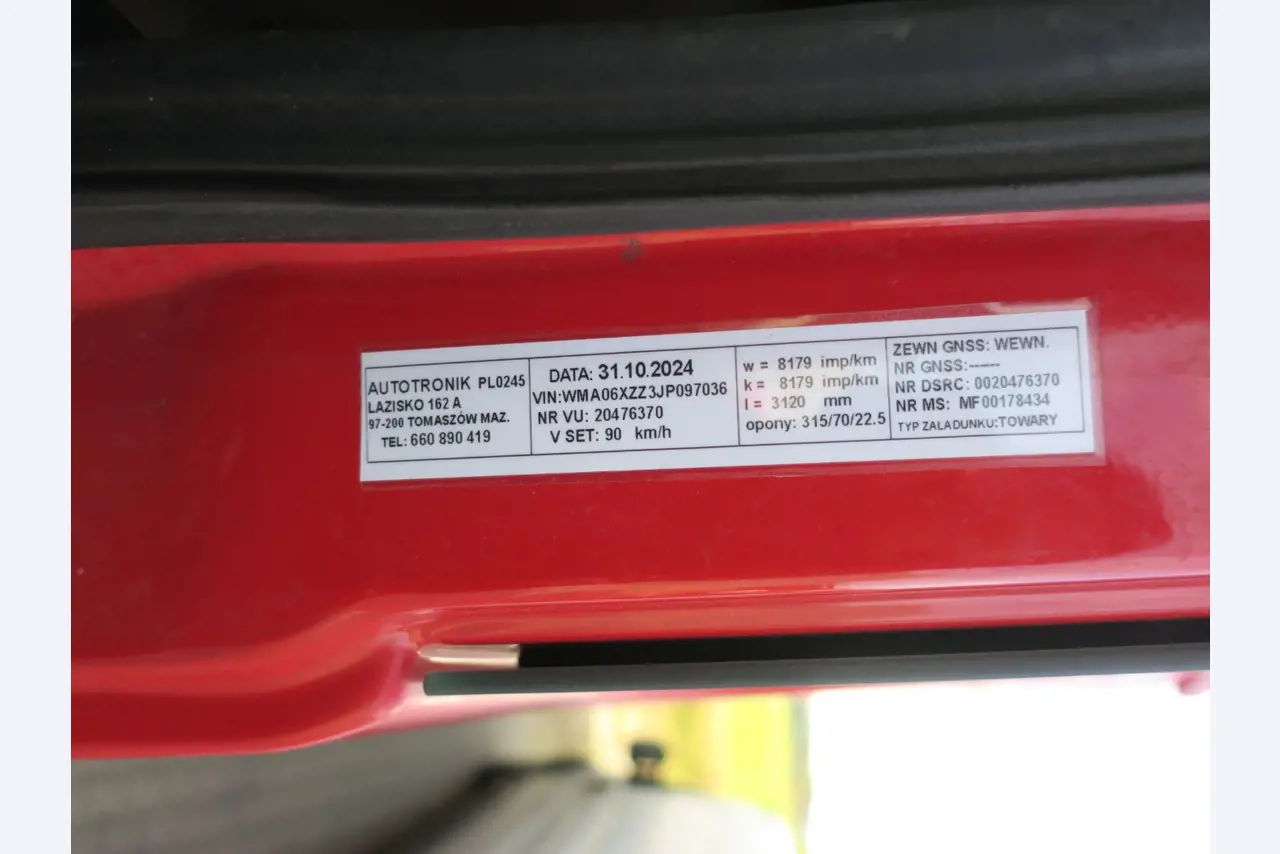 AUTOTRONIK PL0245
LAZISKO 162 A
97-200 TOMASZÓW MAZ.
TEL: 660 890 419
DATA: 31.10.2024
VIN:WMA06XZZ3JP097036
NR VU: 20476370
V SET: 90 km/h
w = 8179 imp/km
k = 8179 imp/km
l = 3120 mm
opony: 315/70/22.5
ZEWN GNSS: WEWN.
NR GNSS:-----
NR DSRC: 0020476370
NR MS: MF00178434
TYP ZAŁADUNKU:TOWARY